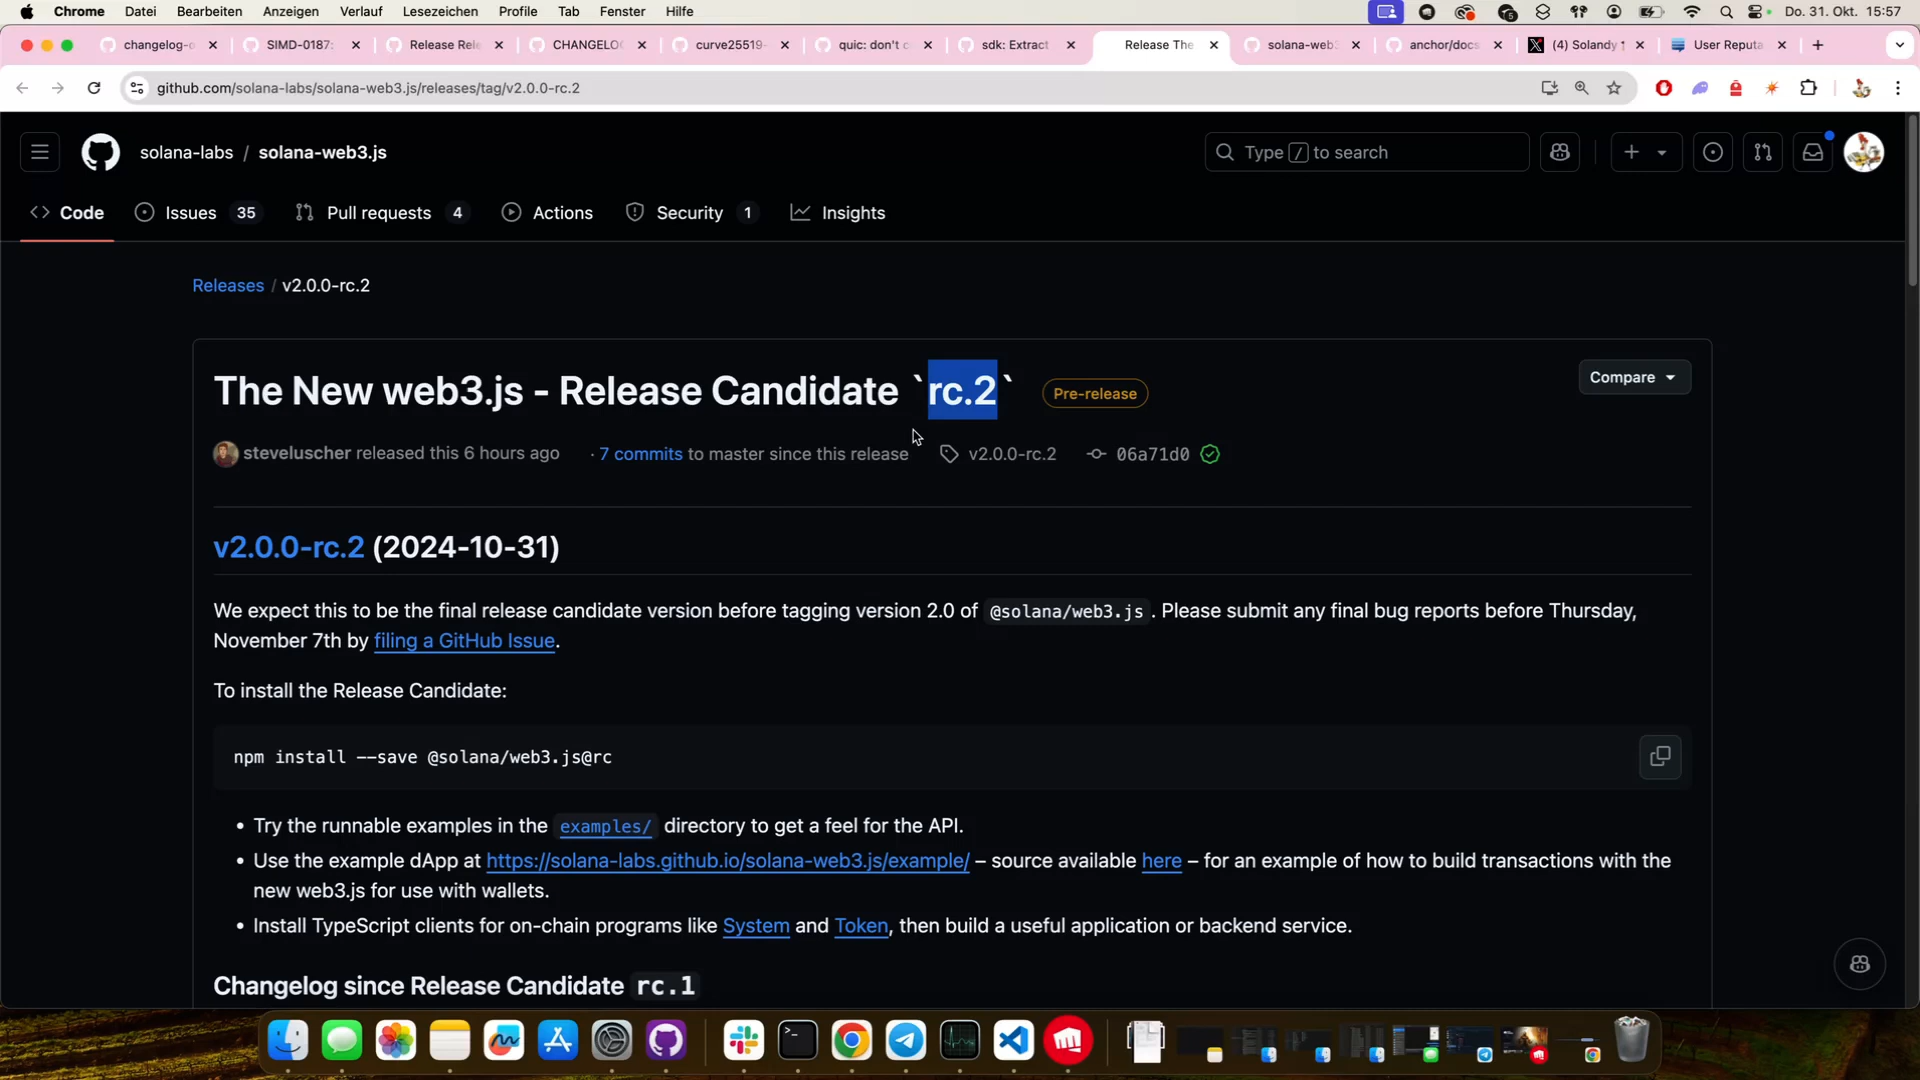 Chrome Datei Bearbeiten Anzeigen Verlauf Lesezeichen Profile Tab Fenster Hilfe Do. 31. Okt. 15:57
changelog-o SIMD-0187: Release Rele CHANGELOG curve25519- quic: don't c sdk: Extract Release The solana-web3 anchor/docs (4) Solandy User Reputa
github.com/solana-labs/solana-web3.js/releases/tag/v2.0.0-rc.2
solana-labs / solana-web3.js
Type / to search
Code Issues 35 Pull requests 4 Actions Security 1 Insights
Releases / v2.0.0-rc.2
The New web3.js - Release Candidate `rc.2` Pre-release
Compare
steveluscher released this 6 hours ago · 7 commits to master since this release v2.0.0-rc.2 06a71d0
v2.0.0-rc.2 (2024-10-31)
We expect this to be the final release candidate version before tagging version 2.0 of @solana/web3.js . Please submit any final bug reports before Thursday,
November 7th by filing a GitHub Issue.
To install the Release Candidate:
npm install --save @solana/web3.js@rc
• Try the runnable examples in the examples/ directory to get a feel for the API.
• Use the example dApp at https://solana-labs.github.io/solana-web3.js/example/ – source available here – for an example of how to build transactions with the
new web3.js for use with wallets.
• Install TypeScript clients for on-chain programs like System and Token, then build a useful application or backend service.
Changelog since Release Candidate rc.1